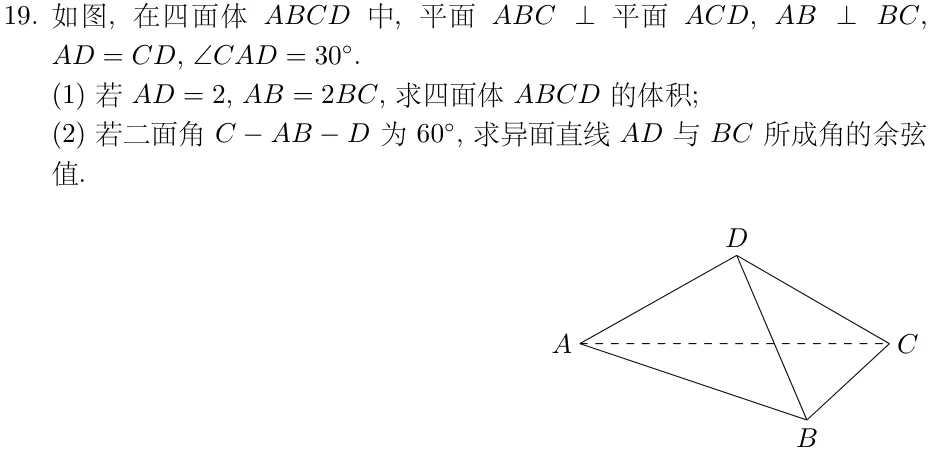 19. 如图, 在四面体 ABCD 中, 平面 ABC ⊥ 平面 ACD, AB ⊥ BC,
AD = CD, ∠CAD = 30°.
(1) 若 AD = 2, AB = 2BC, 求四面体 ABCD 的体积;
(2) 若二面角 C − AB − D 为 60°, 求异面直线 AD 与 BC 所成角的余弦
值.
D
A
C
B